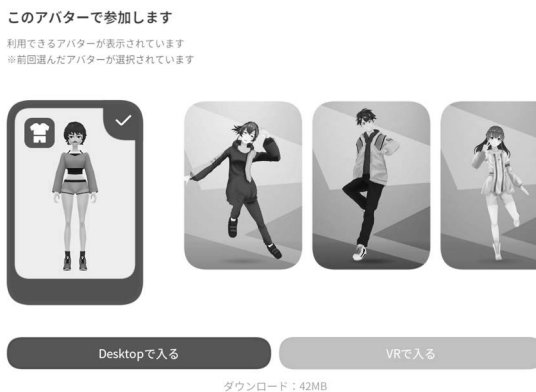 このアバターで参加します
利用できるアバターが表示されています
※前回選んだアバターが選択されています
Desktopで入る
VRで入る
ダウンロード：42MB